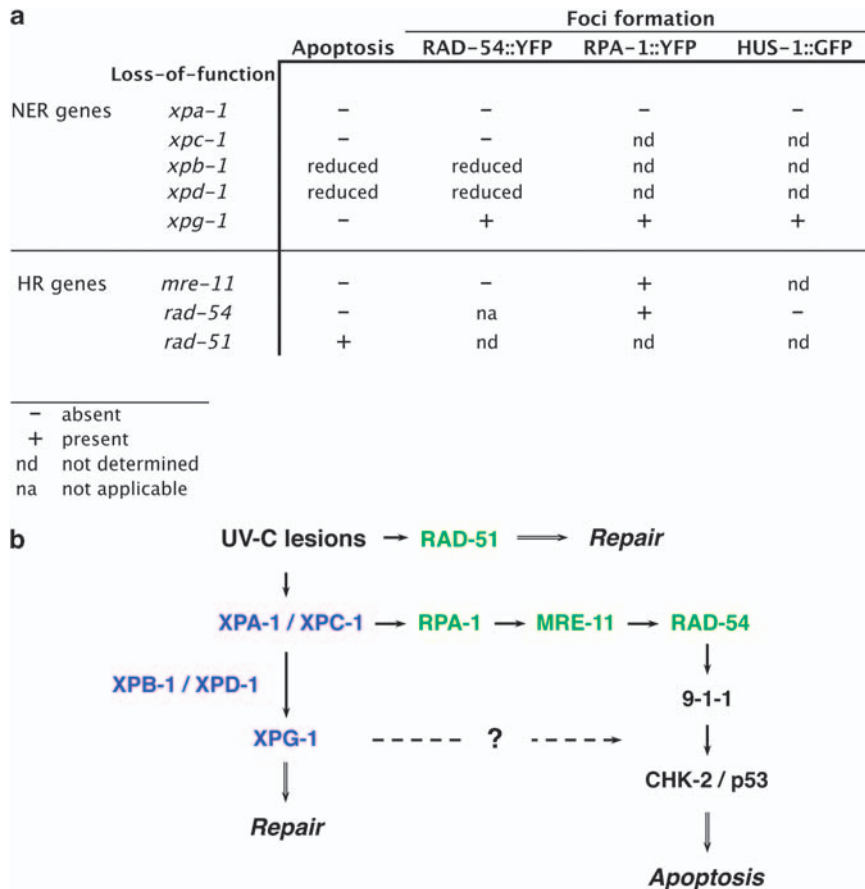 a
Foci formation
Apoptosis RAD-54::YFP RPA-1::YFP HUS-1::GFP
Loss-of-function
NER genes xpa-1 – – – –
xpc-1 – – nd nd
xpb-1 reduced reduced nd nd
xpd-1 reduced reduced nd nd
xpg-1 – + + +
HR genes mre-11 – – + nd
rad-54 – na + –
rad-51 + nd nd nd
– absent
+ present
nd not determined
na not applicable
b
UV-C lesions RAD-51 Repair
XPA-1 / XPC-1 RPA-1 MRE-11 RAD-54
XPB-1 / XPD-1
9-1-1
XPG-1 ?
CHK-2 / p53
Repair
Apoptosis